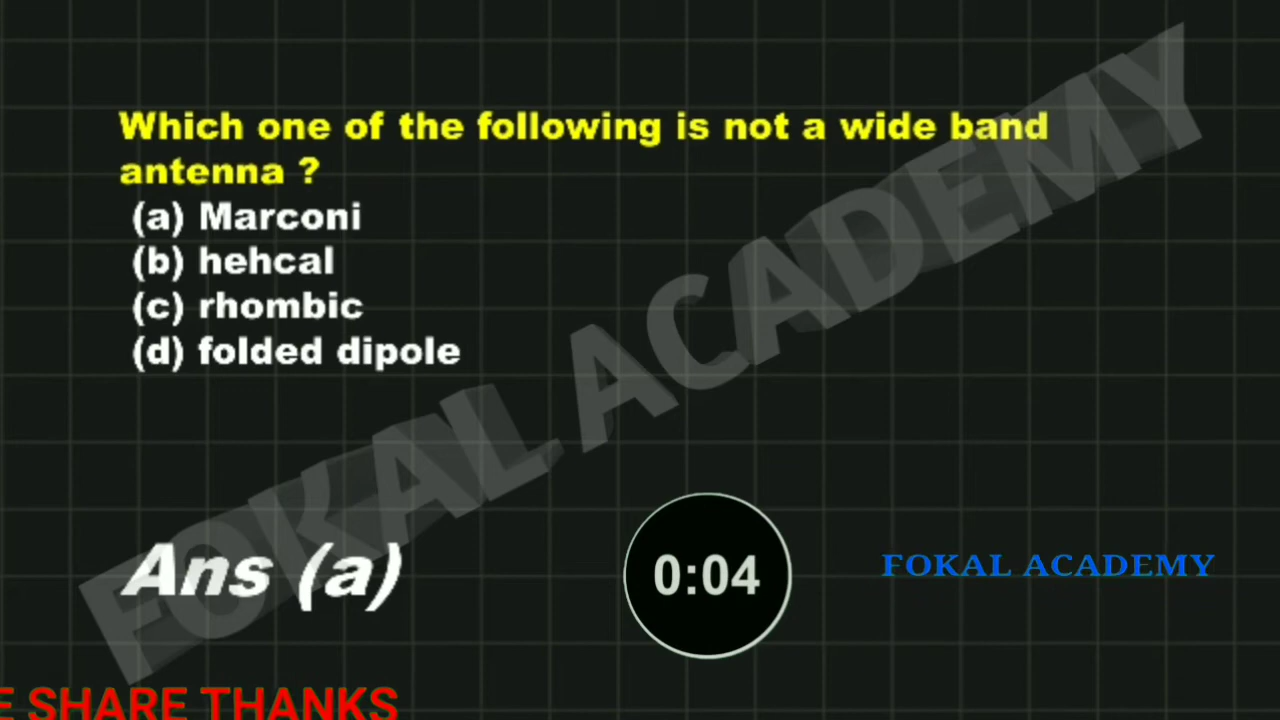 Which one of the following is not a wide band
antenna ?
(a) Marconi
(b) hehcal
(c) rhombic
(d) folded dipole
FOKAL ACADEMY
Ans (a)
0:04
FOKAL ACADEMY
E SHARE THANKS